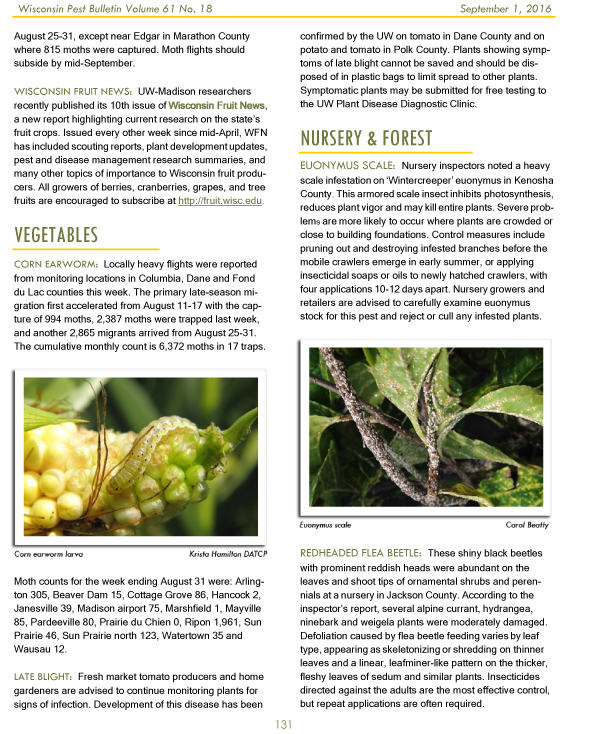 Wisconsin Pest Bulletin Volume 61 No. 18
September 1, 2016
August 25-31, except near Edgar in Marathon County
where 815 moths were captured. Moth flights should
subside by mid-September.
WISCONSIN FRUIT NEWS: UW-Madison researchers
recently published its 10th issue of Wisconsin Fruit News,
a new report highlighting current research on the state's
fruit crops. Issued every other week since mid-April, WFN
has included scouting reports, plant development updates,
pest and disease management research summaries, and
many other topics of importance to Wisconsin fruit produ-
cers. All growers of berries, cranberries, grapes, and tree
fruits are encouraged to subscribe at http://fruit.wisc.edu.
VEGETABLES
CORN EARWORM: Locally heavy flights were reported
from monitoring locations in Columbia, Dane and Fond
du Lac counties this week. The primary late-season mi-
gration first accelerated from August 11-17 with the cap-
ture of 994 moths, 2,387 moths were trapped last week,
and another 2,865 migrants arrived from August 25-31.
The cumulative monthly count is 6,372 moths in 17 traps.
Corn earworm larva
Krista Hamilton DATCP
Moth counts for the week ending August 31 were: Arling-
ton 305, Beaver Dam 15, Cottage Grove 86, Hancock 2,
Janesville 39, Madison airport 75, Marshfield 1, Mayville
85, Pardeeville 80, Prairie du Chien 0, Ripon 1,961, Sun
Prairie 46, Sun Prairie north 123, Watertown 35 and
Wausau 12.
LATE BLIGHT: Fresh market tomato producers and home
gardeners are advised to continue monitoring plants for
signs of infection. Development of this disease has been
confirmed by the UW on tomato in Dane County and on
potato and tomato in Polk County. Plants showing symp-
toms of late blight cannot be saved and should be dis-
posed of in plastic bags to limit spread to other plants.
Symptomatic plants may be submitted for free testing to
the UW Plant Disease Diagnostic Clinic.
NURSERY & FOREST
EUONYMUS SCALE: Nursery inspectors noted a heavy
scale infestation on 'Wintercreeper' euonymus in Kenosha
County. This armored scale insect inhibits photosynthesis,
reduces plant vigor and may kill entire plants. Severe prob-
lems are more likely to occur where plants are crowded or
close to building foundations. Control measures include
pruning out and destroying infested branches before the
mobile crawlers emerge in early summer, or applying
insecticidal soaps or oils to newly hatched crawlers, with
four applications 10-12 days apart. Nursery growers and
retailers are advised to carefully examine euonymus
stock for this pest and reject or cull any infested plants.
Euonymus scale
Carol Beatty
REDHEADED FLEA BEETLE: These shiny black beetles
with prominent reddish heads were abundant on the
leaves and shoot tips of ornamental shrubs and peren-
nials at a nursery in Jackson County. According to the
inspector's report, several alpine currant, hydrangea,
ninebark and weigela plants were moderately damaged.
Defoliation caused by flea beetle feeding varies by leaf
type, appearing as skeletonizing or shredding on thinner
leaves and a linear, leafminer-like pattern on the thicker,
fleshy leaves of sedum and similar plants. Insecticides
directed against the adults are the most effective control,
but repeat applications are often required.
131